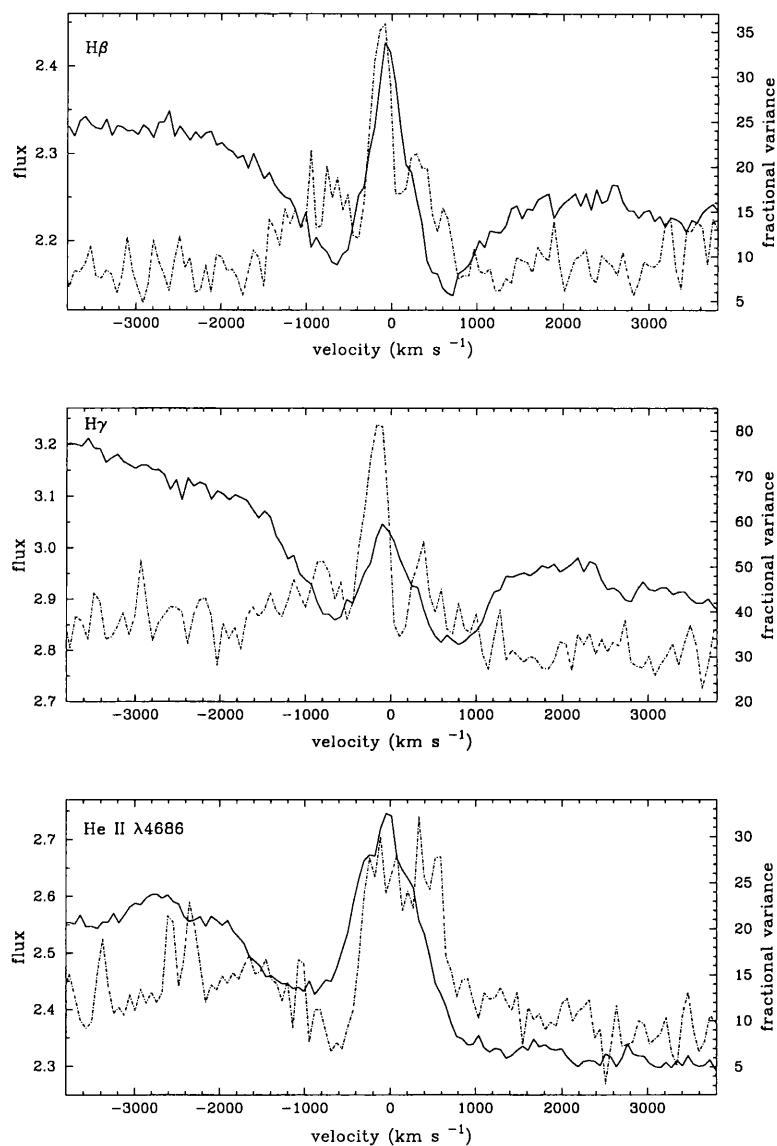 Hβ
flux
2.4
2.3
2.2
35
30
25
20
15
10
5
fractional variance
−3000 −2000 −1000 0 1000 2000 3000
velocity (km s −1)
Hγ
flux
3.2
3.1
3.0
2.9
2.8
2.7
80
70
60
50
40
30
20
fractional variance
−3000 −2000 −1000 0 1000 2000 3000
velocity (km s −1)
He II λ4686
flux
2.7
2.6
2.5
2.4
2.3
30
25
20
15
10
5
fractional variance
−3000 −2000 −1000 0 1000 2000 3000
velocity (km s −1)